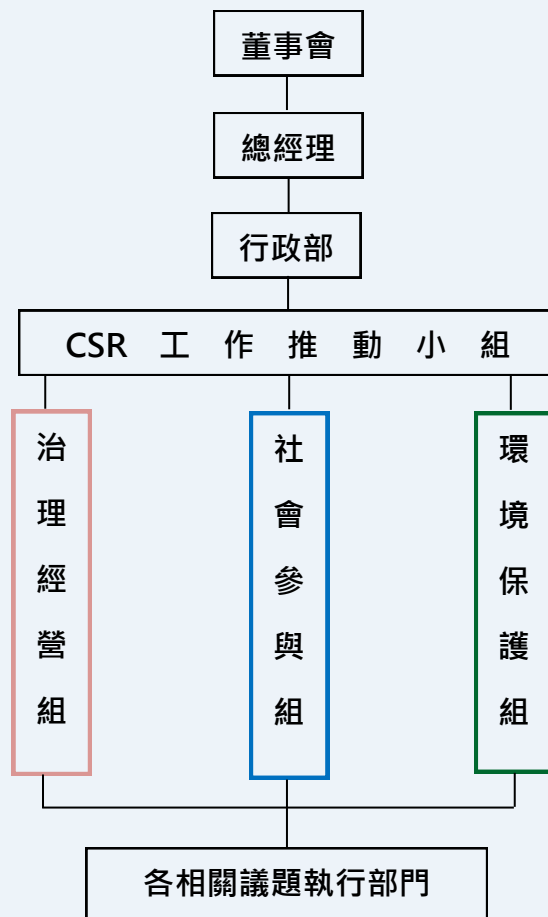 董事會
總經理
行政部
CSR 工作推動小組
治理經營組
社會參與組
環境保護組
各相關議題執行部門